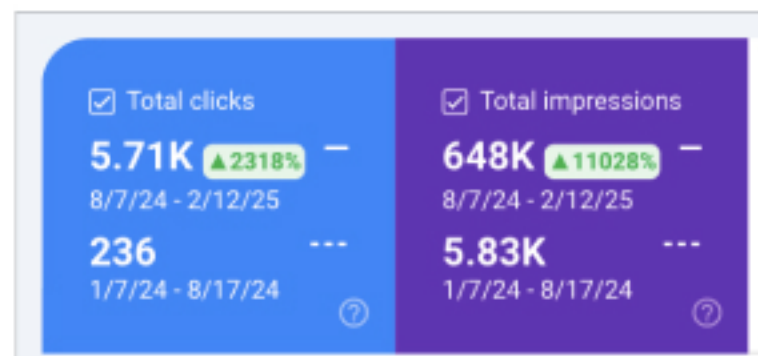 Total clicks
5.71K ▲2318%
8/7/24 - 2/12/25
236
1/7/24 - 8/17/24
Total impressions
648K ▲11028%
8/7/24 - 2/12/25
5.83K
1/7/24 - 8/17/24